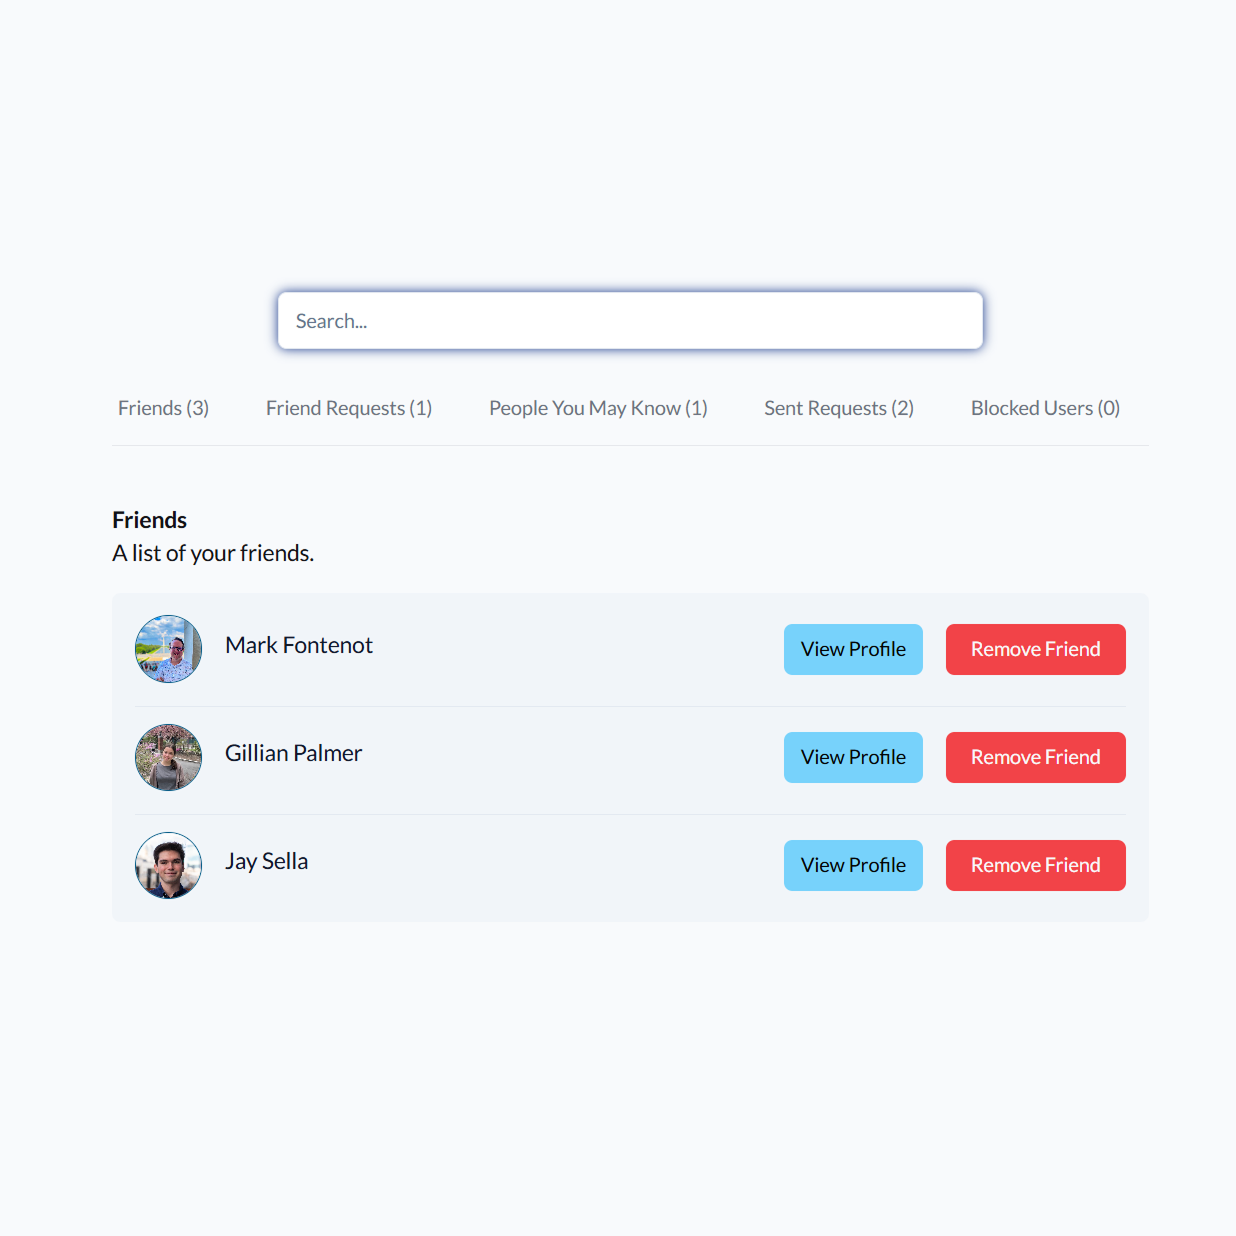 Search...
Friends (3) Friend Requests (1) People You May Know (1) Sent Requests (2) Blocked Users (0)
Friends
A list of your friends.
Mark Fontenot View Profile Remove Friend
Gillian Palmer View Profile Remove Friend
Jay Sella View Profile Remove Friend